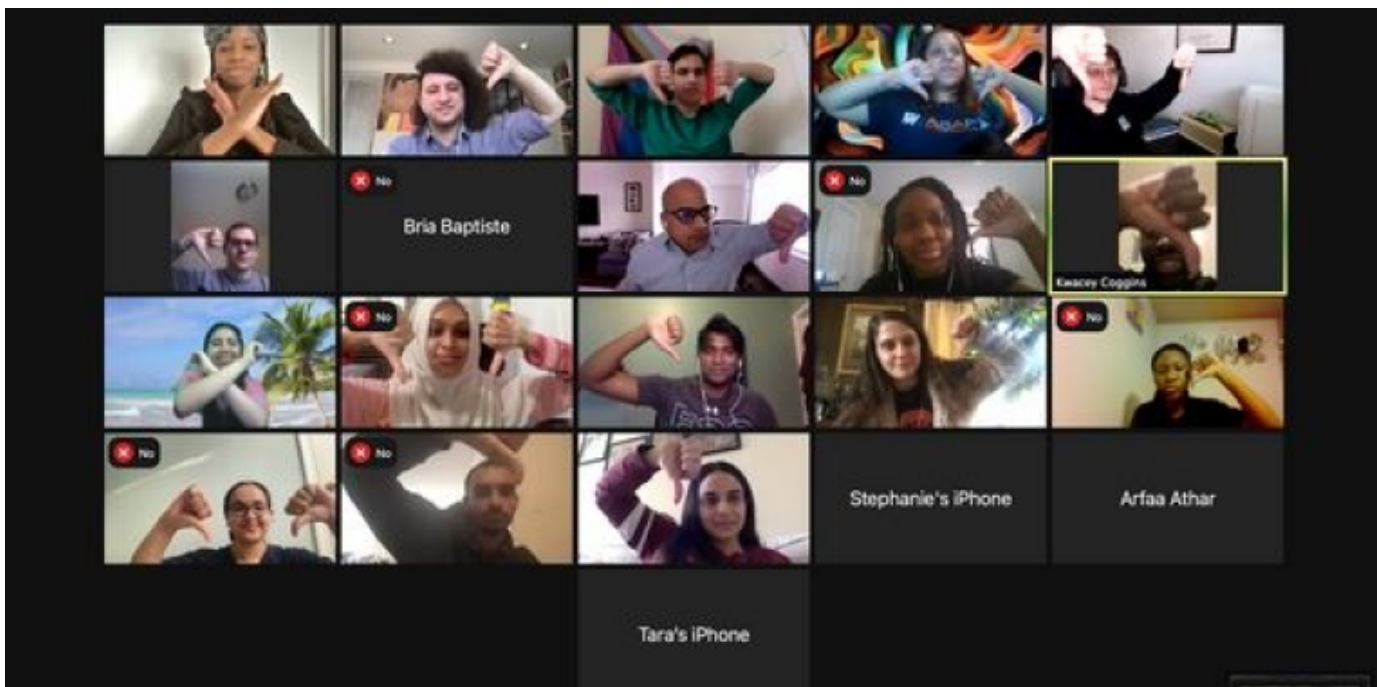 No
Bria Baptiste
No
Kwacey Coggins
No
No
No
No
Stephanie's iPhone
Arfaa Athar
Tara's iPhone